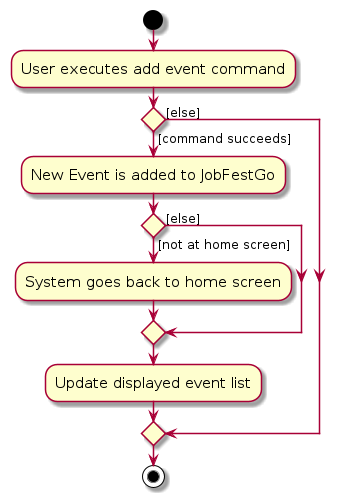 User executes add event command
[else]
[command succeeds]
New Event is added to JobFestGo
[else]
[not at home screen]
System goes back to home screen
Update displayed event list